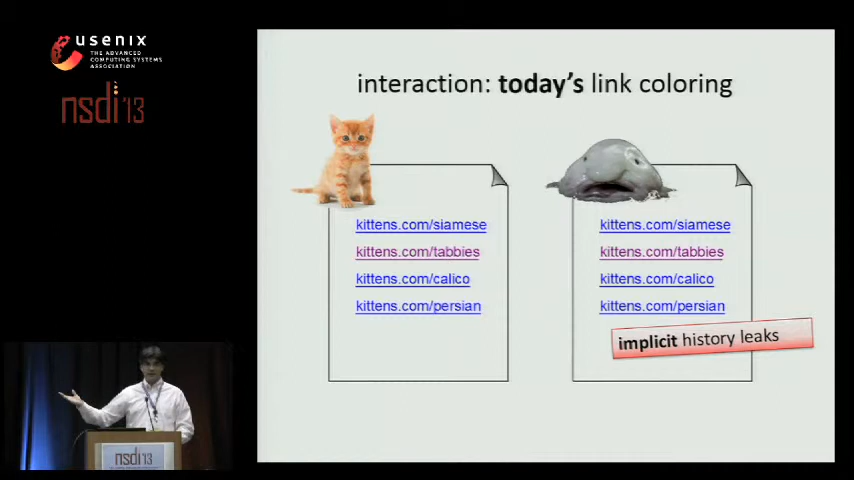 usenix
THE ADVANCED
COMPUTING SYSTEMS
ASSOCIATION
nsdi '13
interaction: today's link coloring
kittens.com/siamese
kittens.com/tabbies
kittens.com/calico
kittens.com/persian
kittens.com/siamese
kittens.com/tabbies
kittens.com/calico
kittens.com/persian
implicit history leaks
nsdi '13